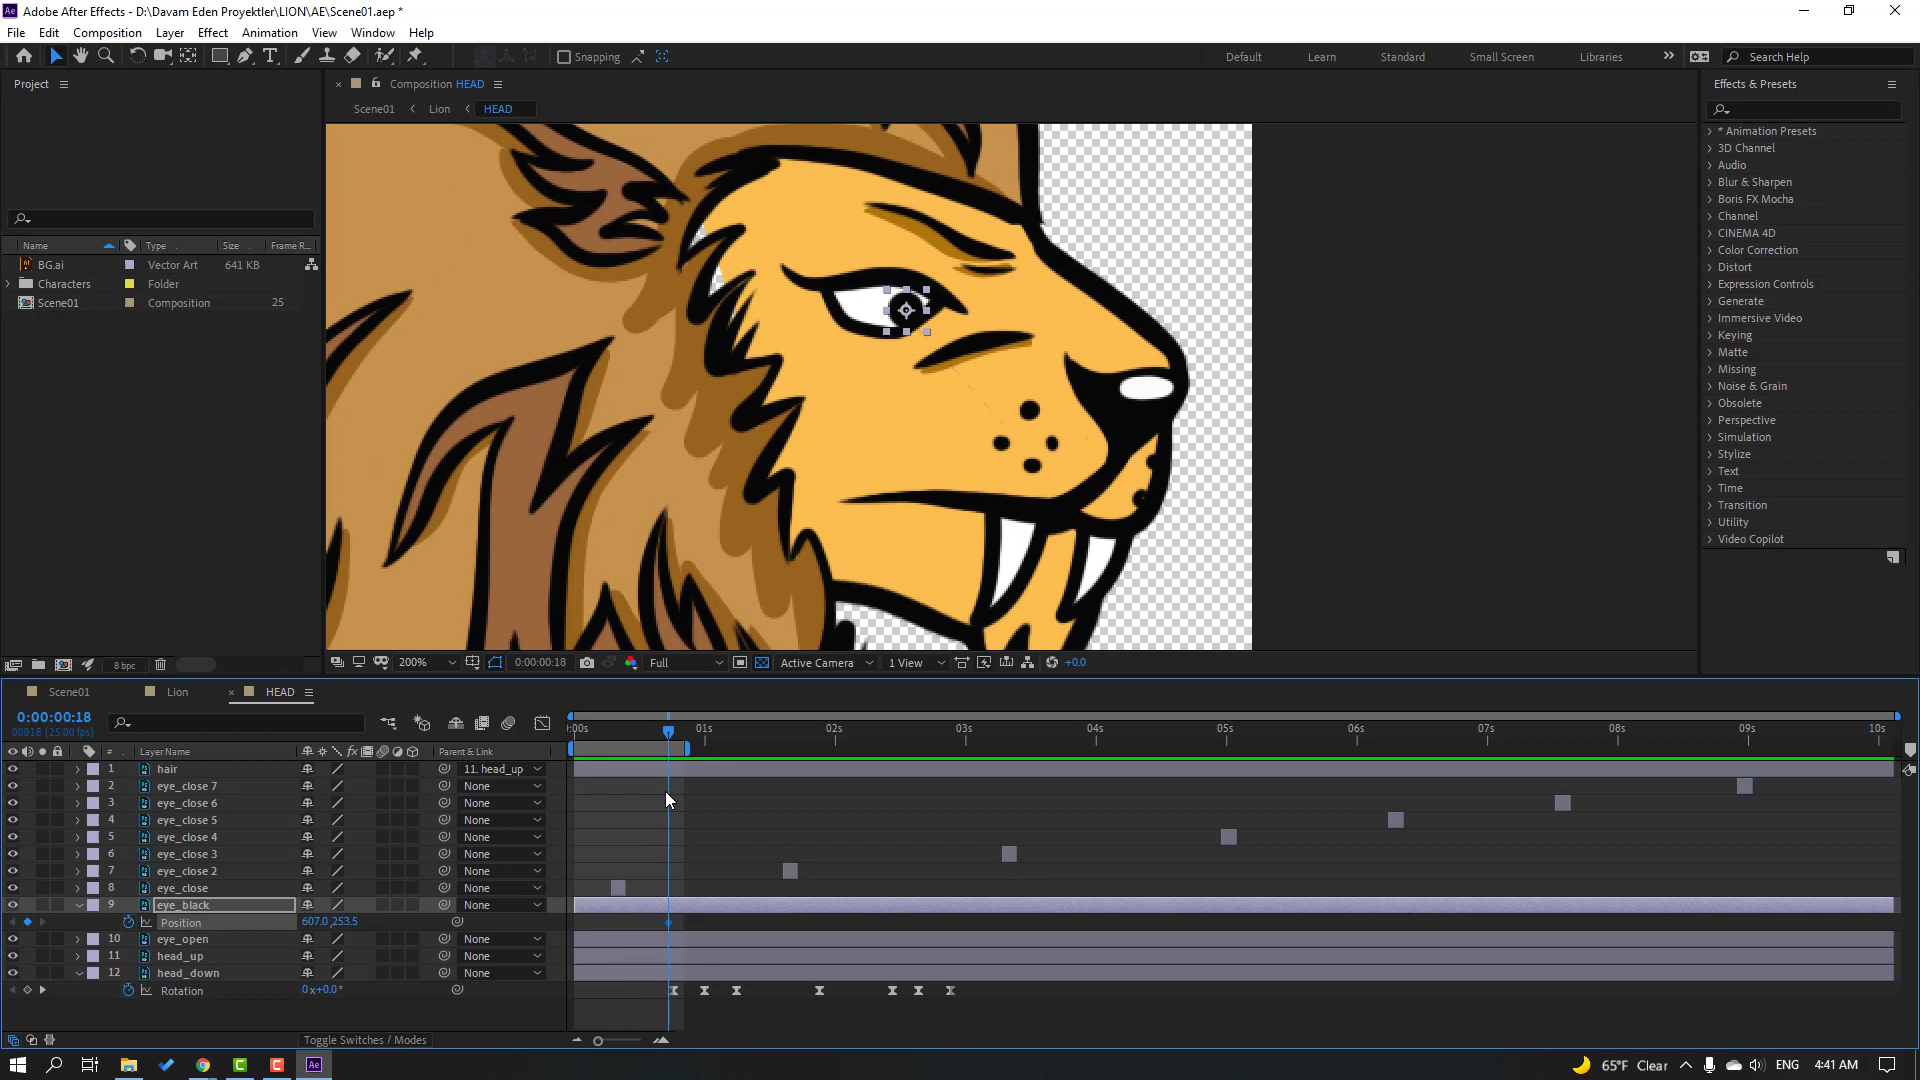 Adobe After Effects - D:\Davam Eden Proyektler\LION\AE\Scene01.aep *
File Edit Composition Layer Effect Animation View Window Help
Snapping Default Learn Standard Small Screen Libraries Search Help
Project
Composition HEAD
Effects & Presets
Scene01 Lion HEAD
* Animation Presets
3D Channel
Audio
Blur & Sharpen
Boris FX Mocha
Channel
CINEMA 4D
Color Correction
Distort
Expression Controls
Generate
Immersive Video
Keying
Matte
Missing
Noise & Grain
Obsolete
Perspective
Simulation
Stylize
Text
Time
Transition
Utility
Video Copilot
Name Type Size Frame R...
BG.ai Vector Art 641 KB
Characters Folder
Scene01 Composition 25
8 bpc
200% 0:00:00:18 Full Active Camera 1 View +0.0
Scene01 Lion HEAD
0:00:00:18
00018 (25.00 fps)
:00s 01s 02s 03s 04s 05s 06s 07s 08s 09s 10s
# Layer Name Parent & Link
1 hair 11. head_up
2 eye_close 7 None
3 eye_close 6 None
4 eye_close 5 None
5 eye_close 4 None
6 eye_close 3 None
7 eye_close 2 None
8 eye_close None
9 eye_black None
Position 607.0,253.5
10 eye_open None
11 head_up None
12 head_down None
Rotation 0x+0.0°
Toggle Switches / Modes
65°F Clear ENG 4:41 AM